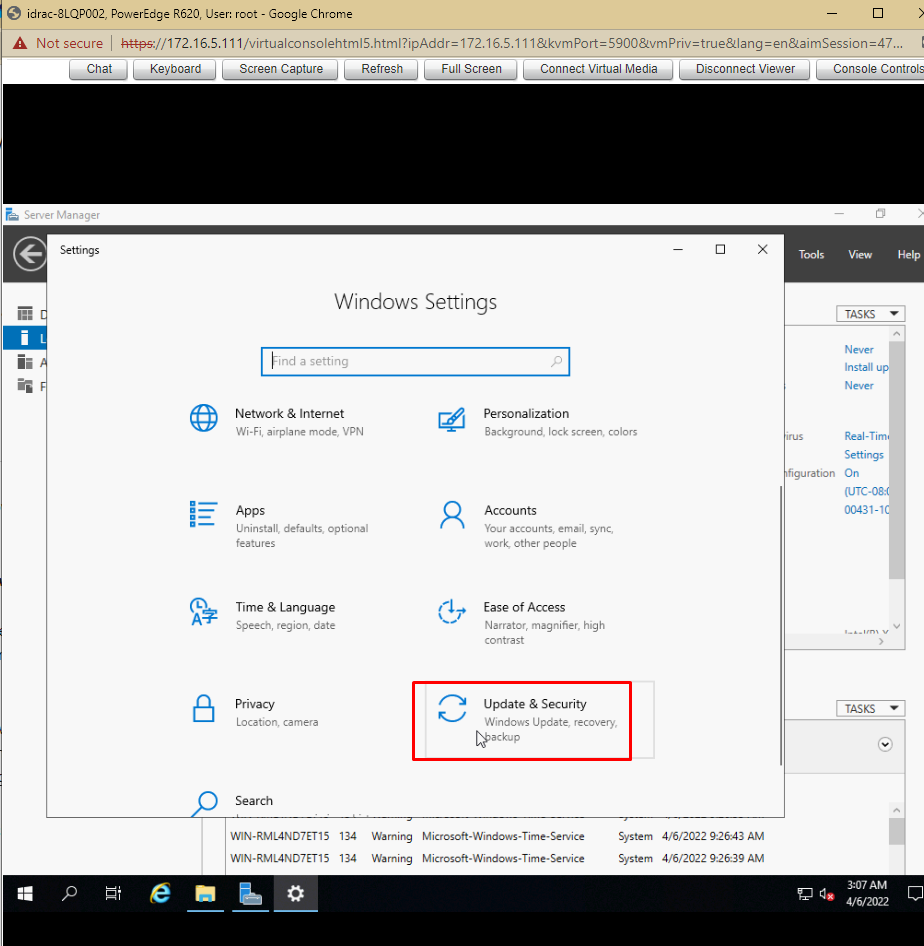 idrac-8LQP002, PowerEdge R620, User: root - Google Chrome
Not secure | https://172.16.5.111/virtualconsolehtml5.html?ipAddr=172.16.5.111&kvmPort=5900&vmPriv=true&lang=en&aimSession=47...
Chat Keyboard Screen Capture Refresh Full Screen Connect Virtual Media Disconnect Viewer Console Controls
Server Manager
Settings
Tools View Help
Windows Settings
Find a setting
Network & Internet
Wi-Fi, airplane mode, VPN
Personalization
Background, lock screen, colors
Apps
Uninstall, defaults, optional
features
Accounts
Your accounts, email, sync,
work, other people
Time & Language
Speech, region, date
Ease of Access
Narrator, magnifier, high
contrast
Privacy
Location, camera
Update & Security
Windows Update, recovery,
backup
Search
D
L
A
F
TASKS
Never
Install up
Never
irus
Real-Time
Settings
nfiguration
On
(UTC-08:0
00431-10
TASKS
WIN-RML4ND7ET15 134 Warning Microsoft-Windows-Time-Service System 4/6/2022 9:26:43 AM
WIN-RML4ND7ET15 134 Warning Microsoft-Windows-Time-Service System 4/6/2022 9:26:39 AM
3:07 AM
4/6/2022